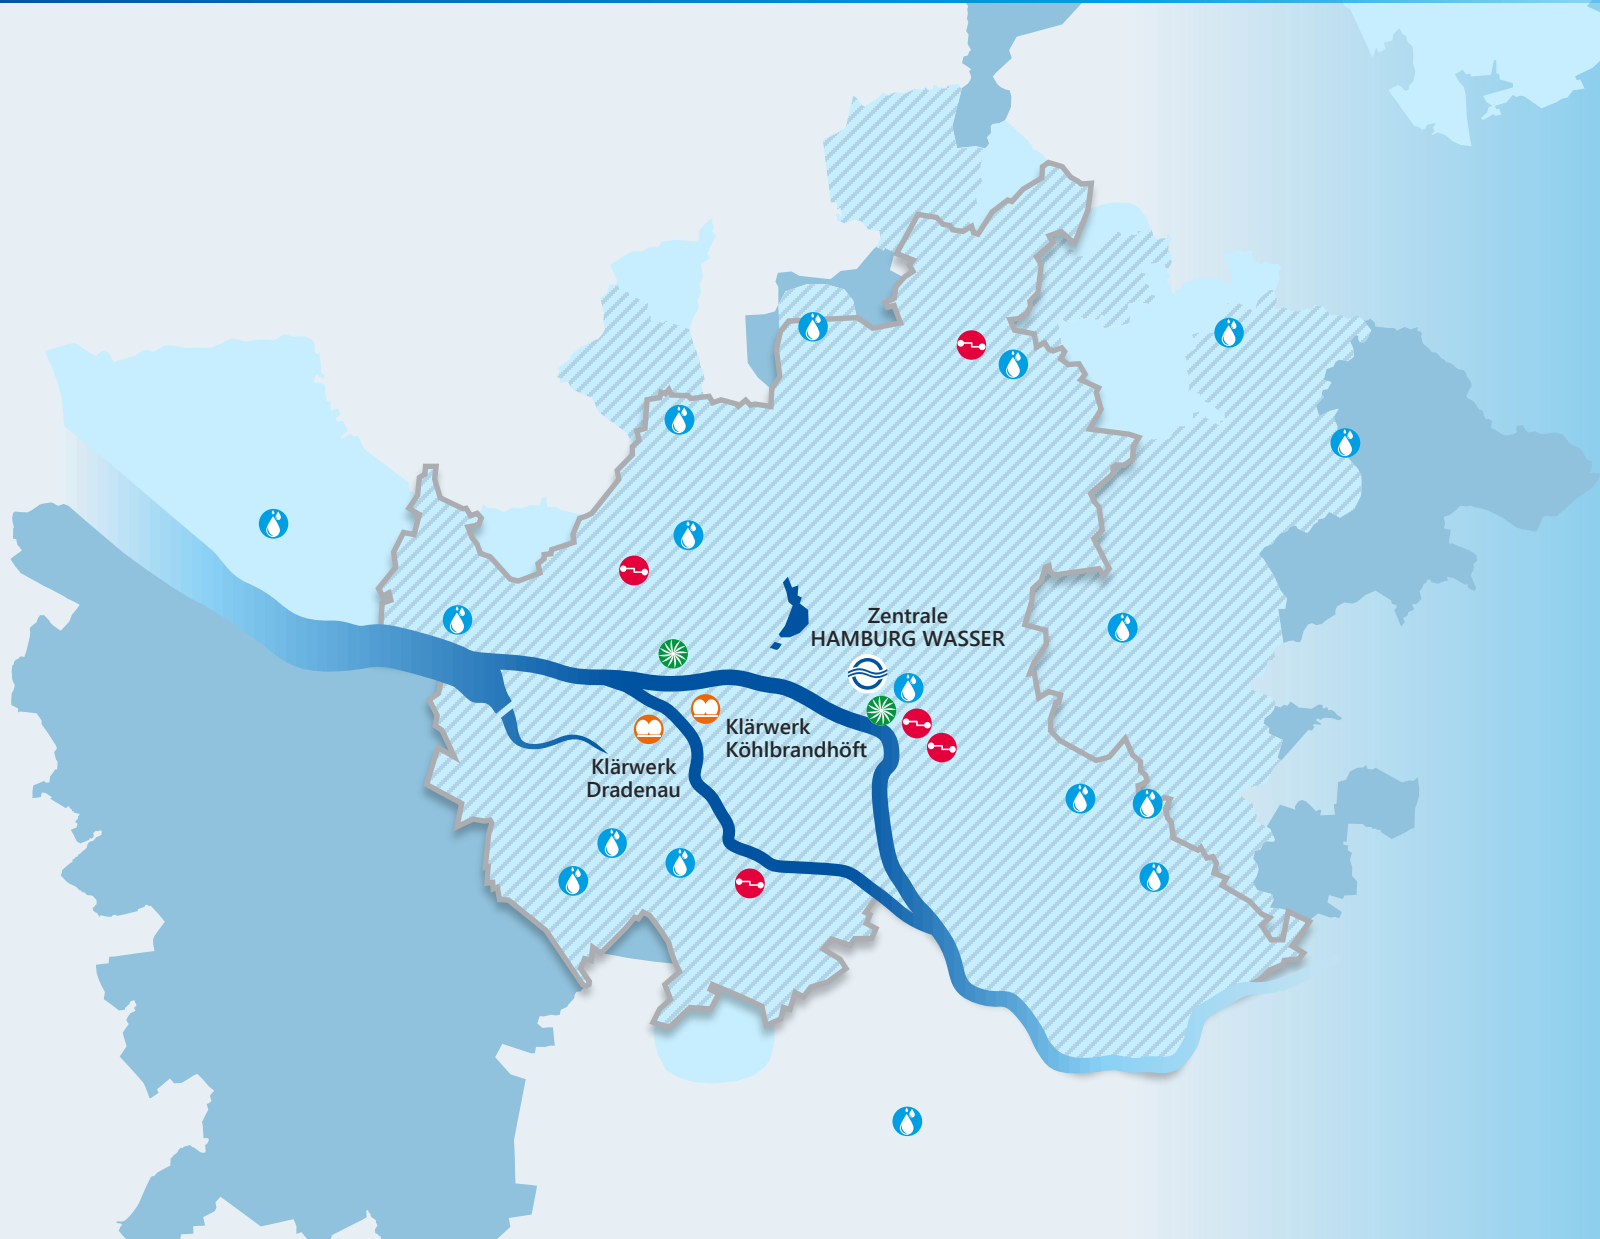 Zentrale
HAMBURG WASSER
Klärwerk
Köhlbrandhöft
Klärwerk
Dradenau